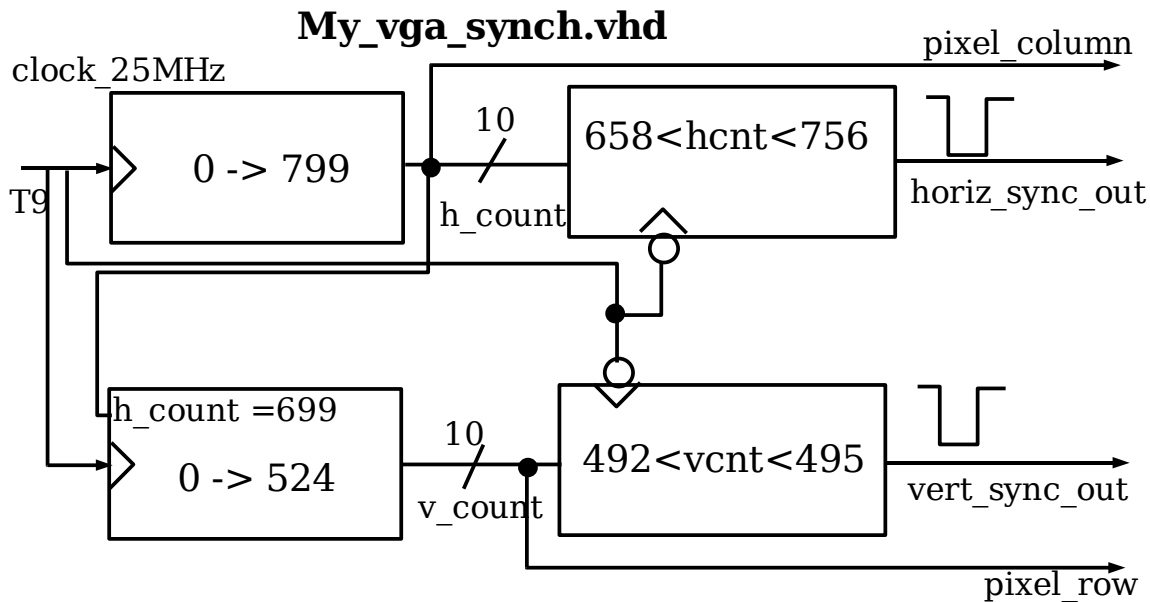 My_vga_synch.vhd
pixel_column
clock_25MHz
10
658<hcnt<756
0 -> 799
T9
h_count
horiz_sync_out
h_count =699
10
492<vcnt<495
0 -> 524
v_count
vert_sync_out
pixel_row